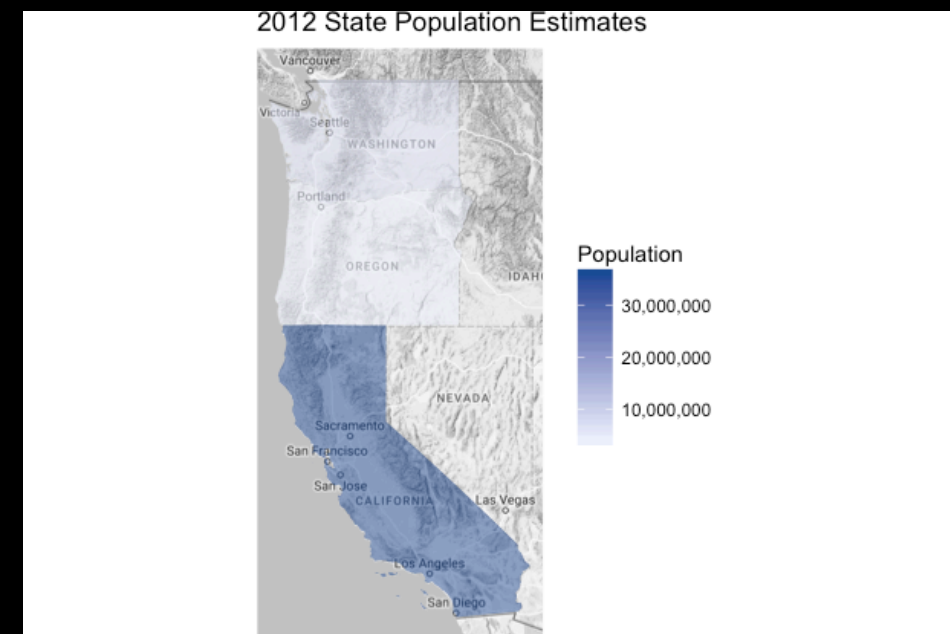 2012 State Population Estimates
Vancouver
Victoria
Seattle
WASHINGTON
Portland
OREGON
IDAH
NEVADA
Sacramento
San Francisco
San Jose
CALIFORNIA
Las Vegas
Los Angeles
San Diego
Population
30,000,000
20,000,000
10,000,000